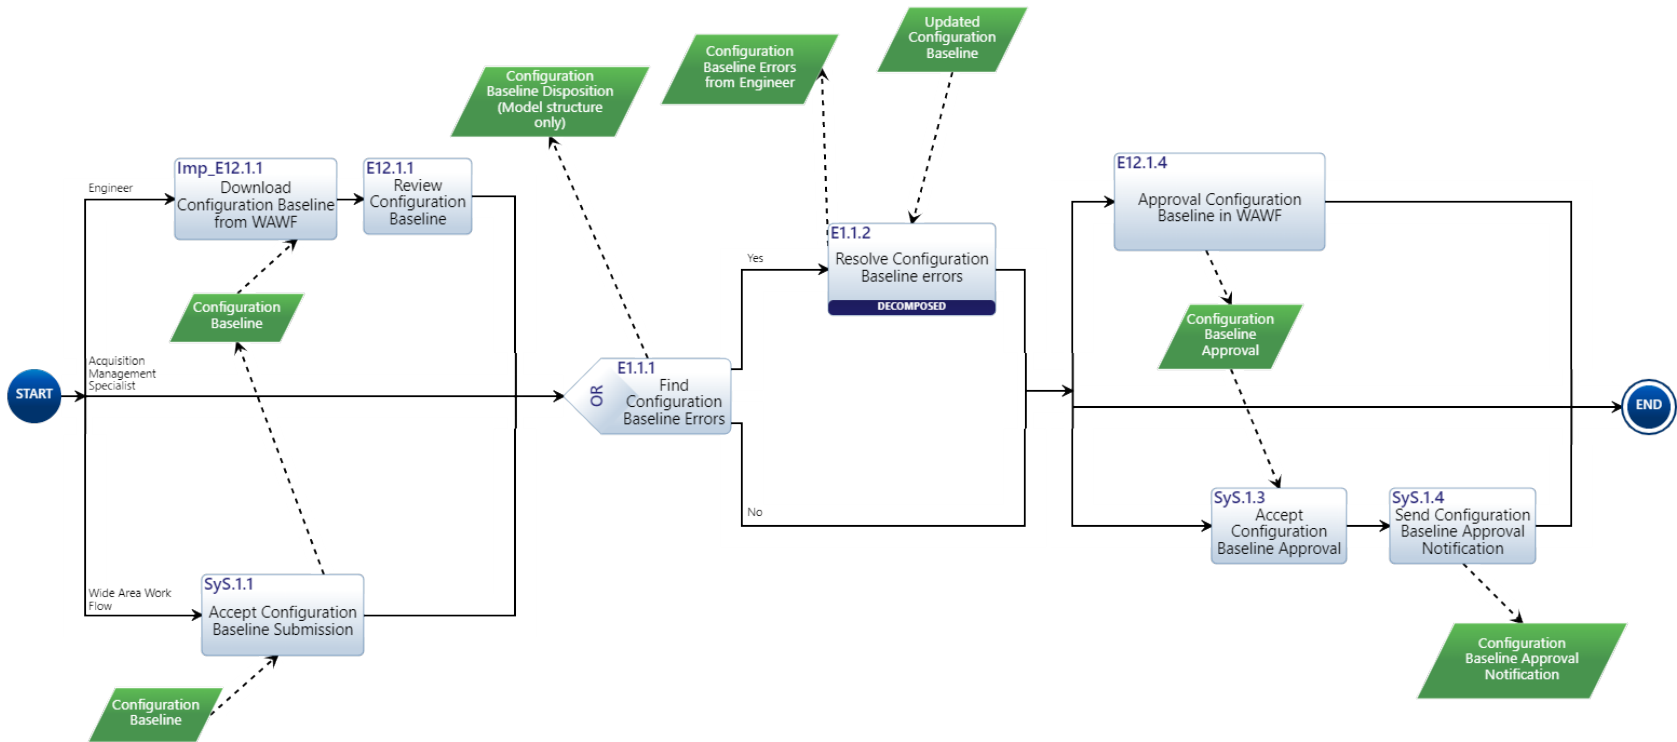 START
Engineer
Acquisition
Management
Specialist
Wide Area Work
Flow
Imp_E12.1.1
Download
Configuration Baseline
from WAWF
E12.1.1
Review
Configuration
Baseline
Configuration
Baseline
SyS.1.1
Accept Configuration
Baseline Submission
Configuration
Baseline
Configuration
Baseline Disposition
(Model structure
only)
OR
E1.1.1
Find
Configuration
Baseline Errors
Yes
No
Configuration
Baseline Errors
from Engineer
Updated
Configuration
Baseline
E1.1.2
Resolve Configuration
Baseline errors
DECOMPOSED
E12.1.4
Approval Configuration
Baseline in WAWF
Configuration
Baseline
Approval
SyS.1.3
Accept
Configuration
Baseline Approval
SyS.1.4
Send Configuration
Baseline Approval
Notification
Configuration
Baseline Approval
Notification
END